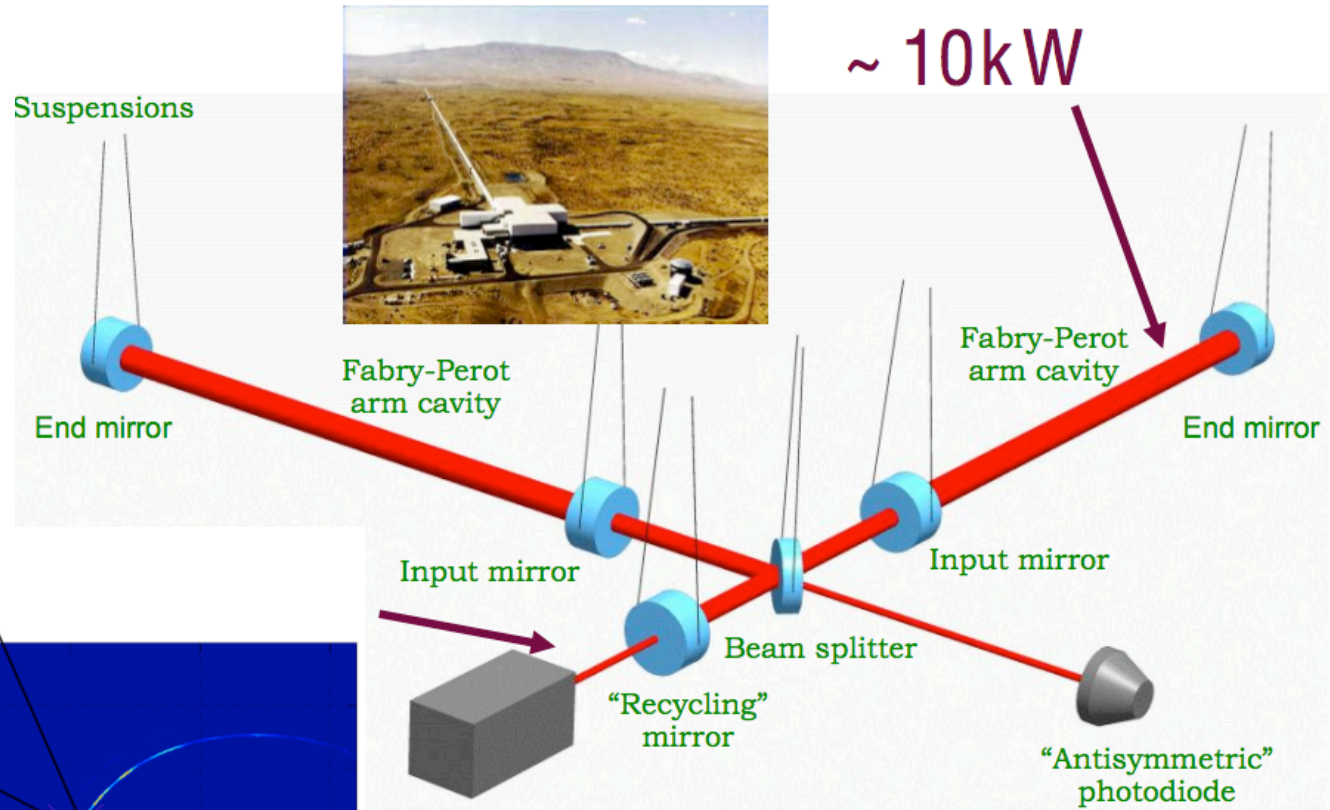 ~ 10kW
Suspensions
Fabry-Perot
arm cavity
Fabry-Perot
arm cavity
End mirror
End mirror
Input mirror
Input mirror
Beam splitter
“Recycling”
mirror
“Antisymmetric”
photodiode